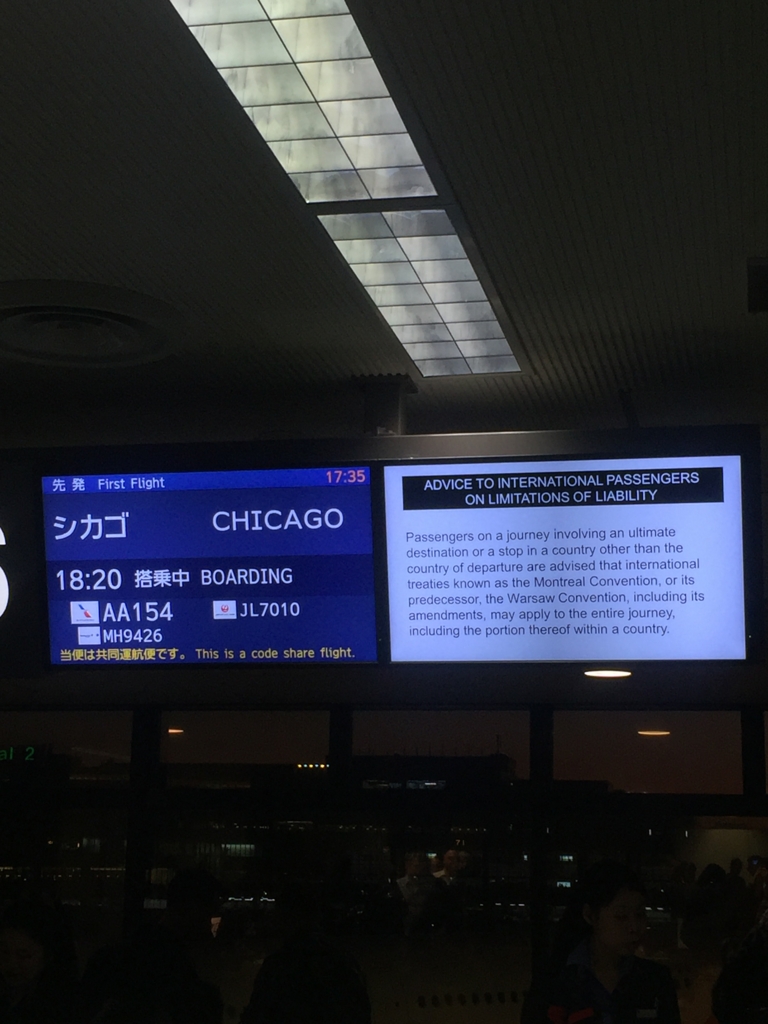 先発 First Flight 17:35
シカゴ CHICAGO
18:20 搭乗中 BOARDING
AA154 JL7010
MH9426
当便は共同運航便です。 This is a code share flight.
ADVICE TO INTERNATIONAL PASSENGERS
ON LIMITATIONS OF LIABILITY
Passengers on a journey involving an ultimate
destination or a stop in a country other than the
country of departure are advised that international
treaties known as the Montreal Convention, or its
predecessor, the Warsaw Convention, including its
amendments, may apply to the entire journey,
including the portion thereof within a country.
al 2
71